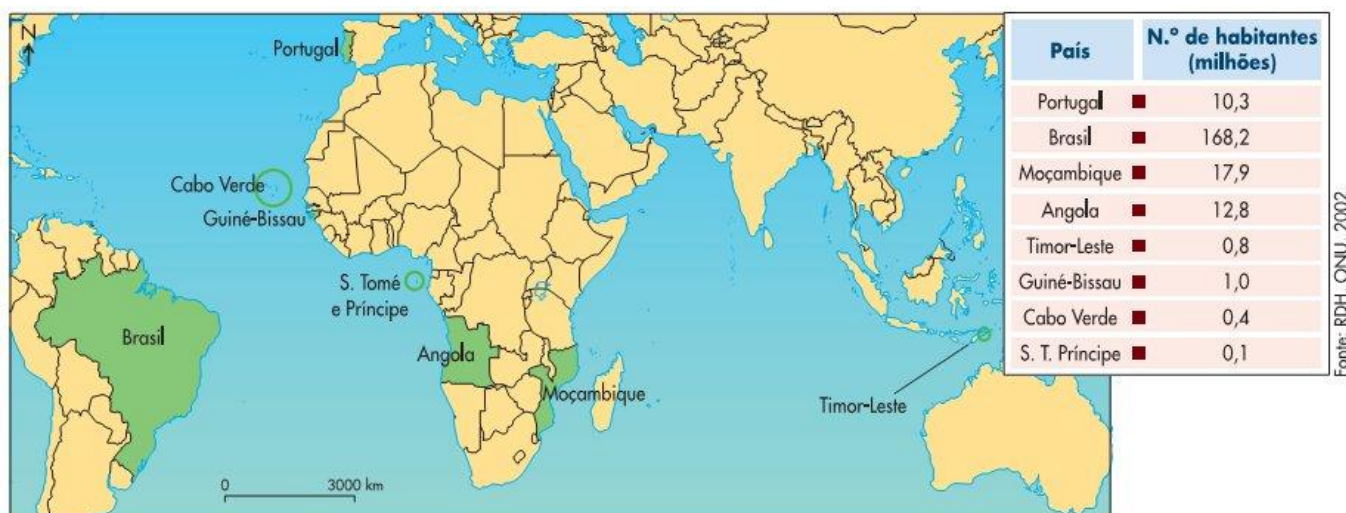 N
Portugal
Cabo Verde
Guiné-Bissau
S. Tomé
e Príncipe
Brasil
Angola
Moçambique
Timor-Leste
0 3000 km
País N.º de habitantes
(milhões)
Portugal 10,3
Brasil 168,2
Moçambique 17,9
Angola 12,8
Timor-Leste 0,8
Guiné-Bissau 1,0
Cabo Verde 0,4
S. T. Príncipe 0,1
Fonte: RDH, ONU, 2002